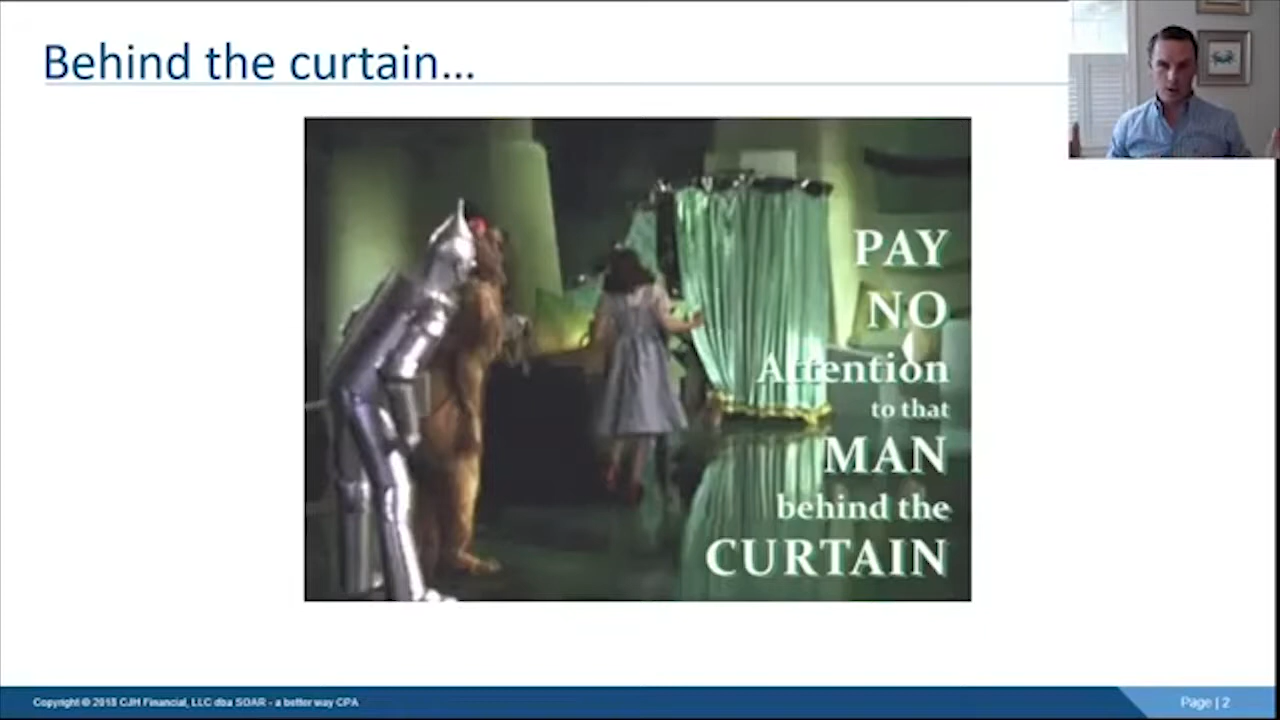 Behind the curtain...
PAY
NO
Attention
to that
MAN
behind the
CURTAIN
Copyright © 2018 CJH Financial, LLC dba SOAR - a better way CPA
Page | 2